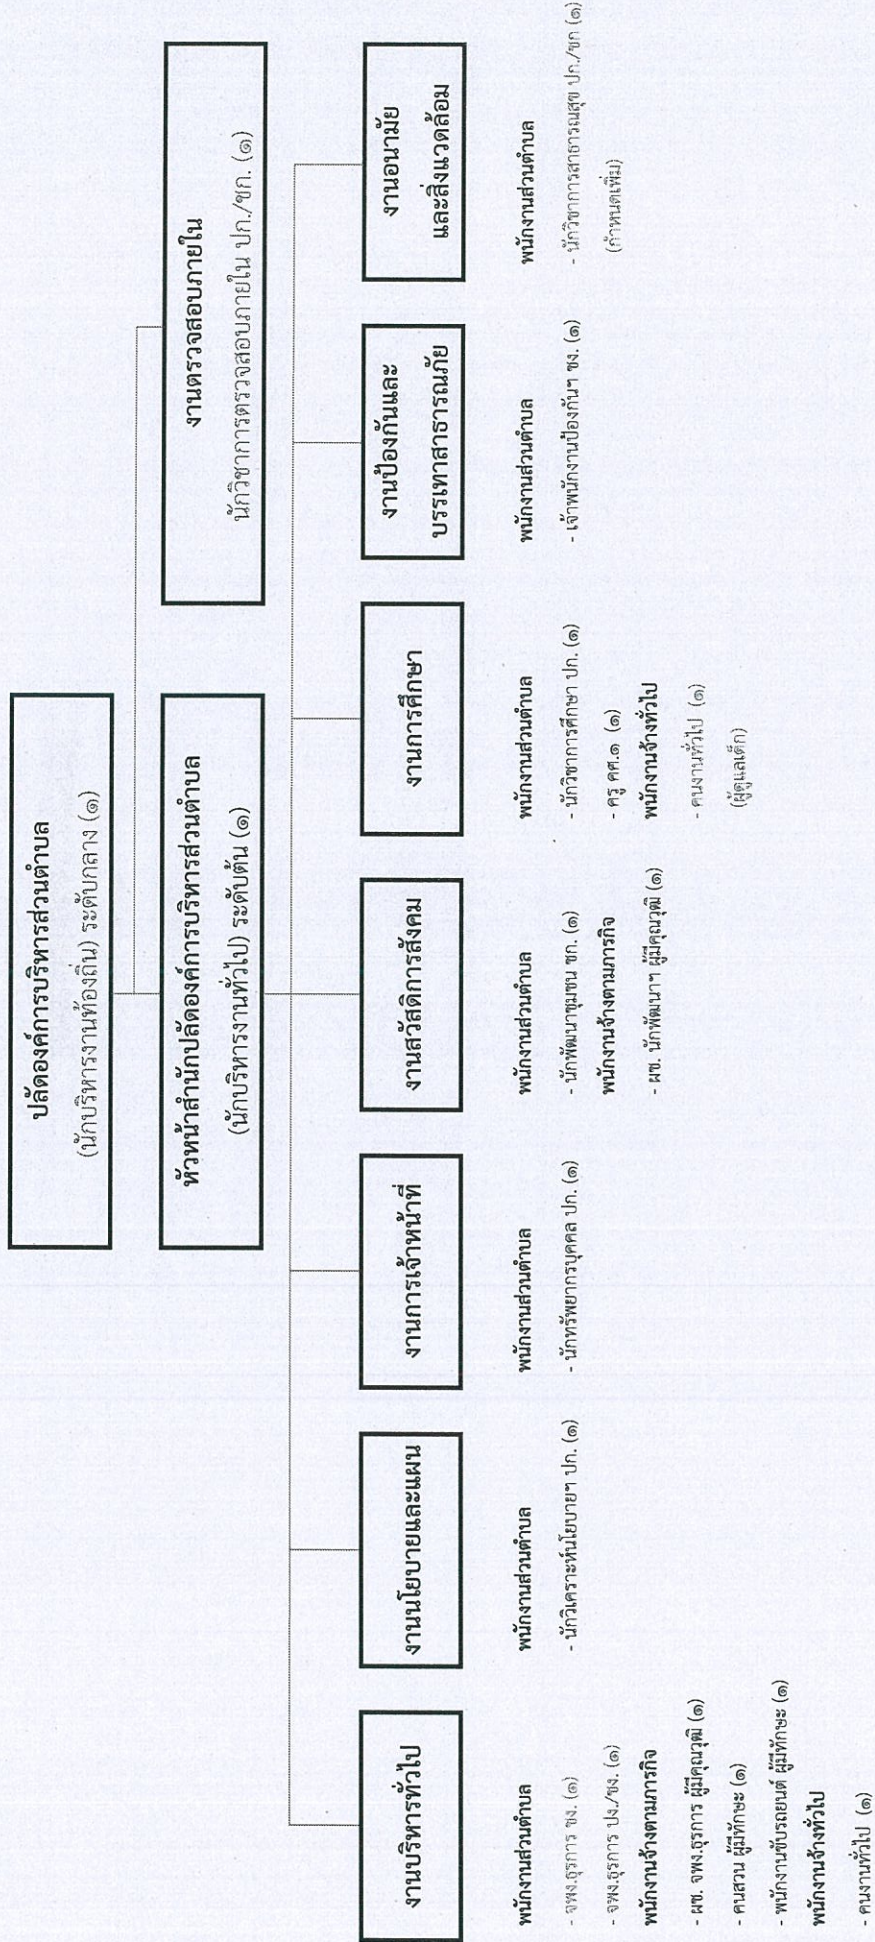 ปลัดองค์การบริหารส่วนตำบล
(นักบริหารงานท้องถิ่น) ระดับกลาง (๑)
หัวหน้าสำนักปลัดองค์การบริหารส่วนตำบล
(นักบริหารงานทั่วไป) ระดับต้น (๑)
งานตรวจสอบภายใน
นักวิชาการตรวจสอบภายใน ปก./ชก. (๑)
งานบริหารทั่วไป
พนักงานส่วนตำบล
- จพง.ธุรการ ชง. (๑)
- จพง.ธุรการ ปง./ชง. (๑)
พนักงานจ้างตามภารกิจ
- ผช. จพง.ธุรการ ผู้มีคุณวุฒิ (๑)
- คนสวน ผู้มีทักษะ (๑)
- พนักงานขับรถยนต์ ผู้มีทักษะ (๑)
พนักงานจ้างทั่วไป
- คนงานทั่วไป (๑)
งานนโยบายและแผน
พนักงานส่วนตำบล
- นักวิเคราะห์นโยบายฯ ปก. (๑)
งานการเจ้าหน้าที่
พนักงานส่วนตำบล
- นักทรัพยากรบุคคล ปก. (๑)
งานสวัสดิการสังคม
พนักงานส่วนตำบล
- นักพัฒนาชุมชน ชก. (๑)
พนักงานจ้างตามภารกิจ
- ผช. นักพัฒนาฯ ผู้มีคุณวุฒิ (๑)
งานการศึกษา
พนักงานส่วนตำบล
- นักวิชาการศึกษา ปก. (๑)
- ครู คศ.๑ (๑)
พนักงานจ้างทั่วไป
- คนงานทั่วไป (๑)
(ผู้ดูแลเด็ก)
งานป้องกันและ
บรรเทาสาธารณภัย
พนักงานส่วนตำบล
- เจ้าพนักงานป้องกันฯ ชง. (๑)
งานอนามัย
และสิ่งแวดล้อม
พนักงานส่วนตำบล
- นักวิชาการสาธารณสุข ปก./ชก (๑)
(กำหนดเพิ่ม)